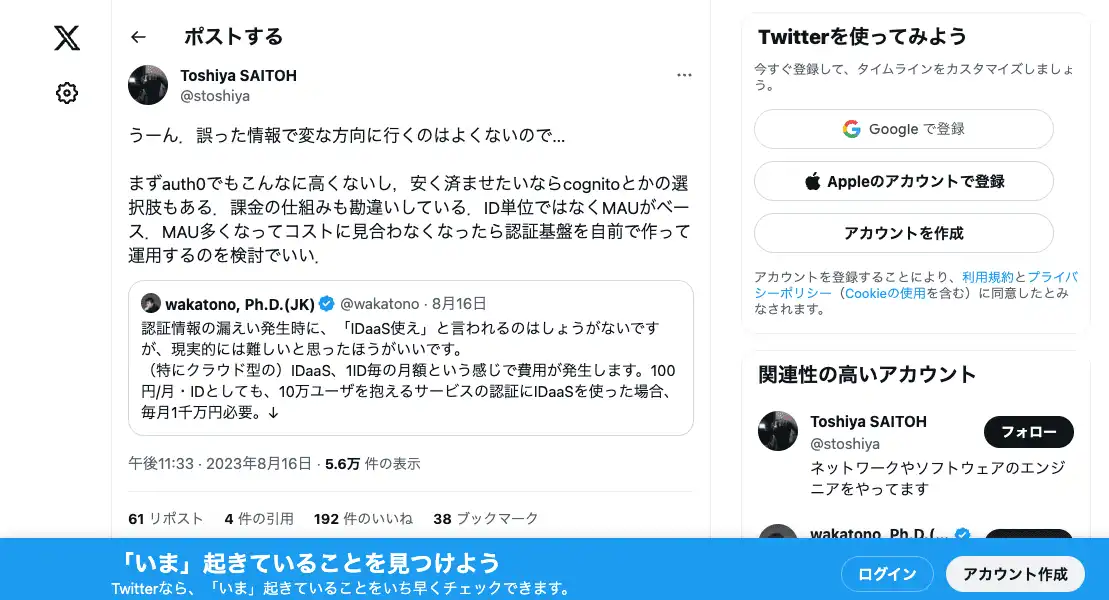 ポストする
Toshiya SAITOH
@stoshiya
うーん．誤った情報で変な方向に行くのはよくないので...
まずauth0でもこんなに高くないし，安く済ませたいならcognitoとかの選
択肢もある．課金の仕組みも勘違いしている．ID単位ではなくMAUがベー
ス．MAU多くなってコストに見合わなくなったら認証基盤を自前で作って
運用するのを検討でいい．
wakatono, Ph.D.(JK) @wakatono · 8月16日
認証情報の漏えい発生時に、「IDaaS使え」と言われるのはしょうがないです
が、現実的には難しいと思ったほうがいいです。
（特にクラウド型の）IDaaS、1ID毎の月額という感じで費用が発生します。100
円/月・IDとしても、10万ユーザを抱えるサービスの認証にIDaaSを使った場合、
毎月1千万円必要。↓
午後11:33 · 2023年8月16日 · 5.6万 件の表示
61 リポスト 4 件の引用 192 件のいいね 38 ブックマーク
Twitterを使ってみよう
今すぐ登録して、タイムラインをカスタマイズしましょ
う。
Google で登録
Appleのアカウントで登録
アカウントを作成
アカウントを登録することにより、利用規約とプライバ
シーポリシー（Cookieの使用を含む）に同意したとみ
なされます。
関連性の高いアカウント
Toshiya SAITOH
@stoshiya
フォロー
ネットワークやソフトウェアのエンジ
ニアをやってます
wakatono, Ph.D.(...
「いま」起きていることを見つけよう
Twitterなら、「いま」起きていることをいち早くチェックできます。
ログイン
アカウント作成